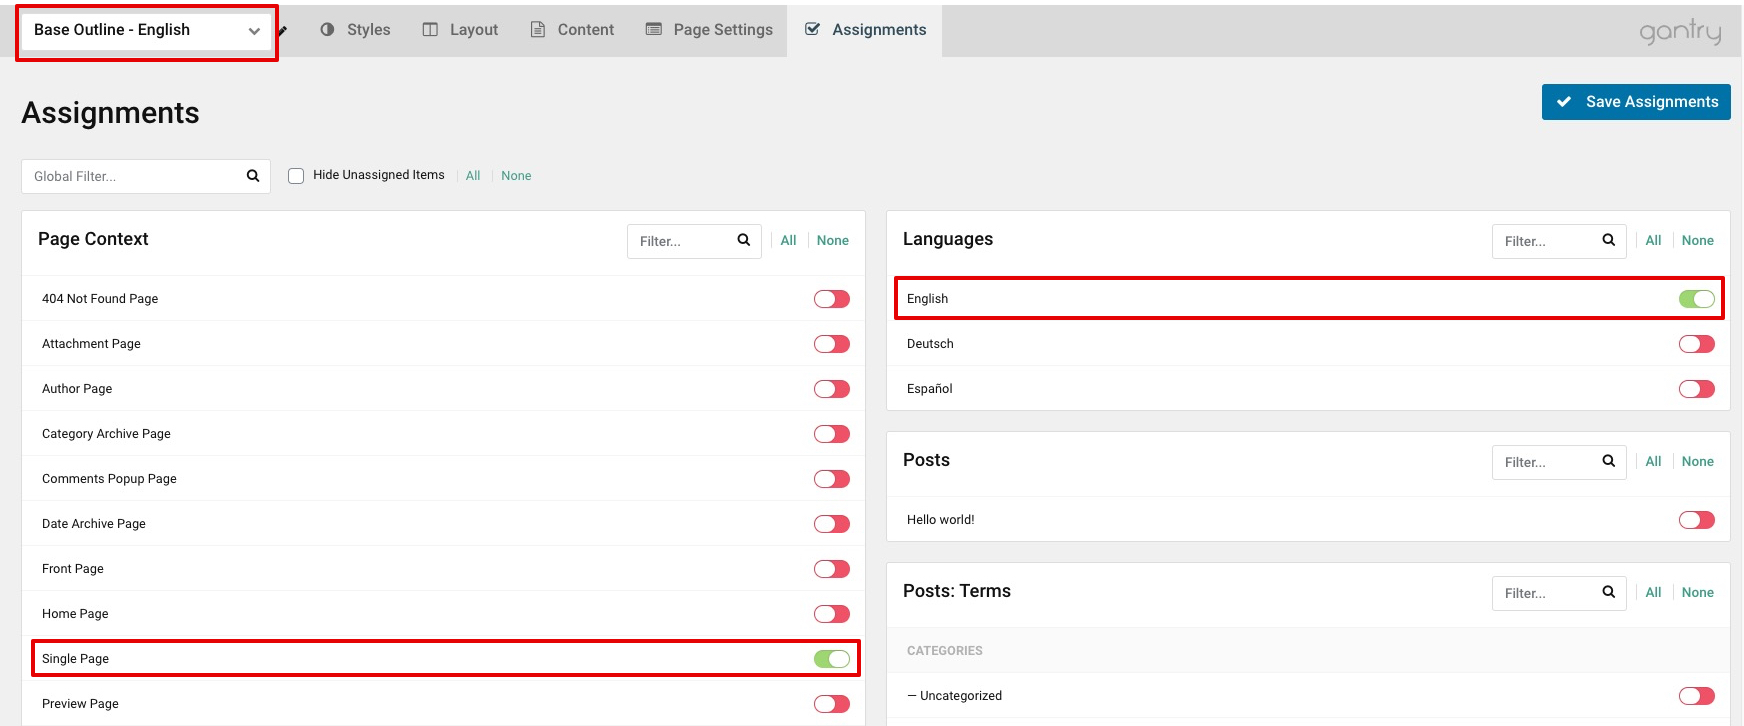 Base Outline - English
Styles
Layout
Content
Page Settings
Assignments
gantry
Assignments
Save Assignments
Global Filter...
Hide Unassigned Items
All
None
Page Context
Filter...
All
None
404 Not Found Page
Attachment Page
Author Page
Category Archive Page
Comments Popup Page
Date Archive Page
Front Page
Home Page
Single Page
Preview Page
Languages
Filter...
All
None
English
Deutsch
Español
Posts
Filter...
All
None
Hello world!
Posts: Terms
Filter...
All
None
CATEGORIES
— Uncategorized